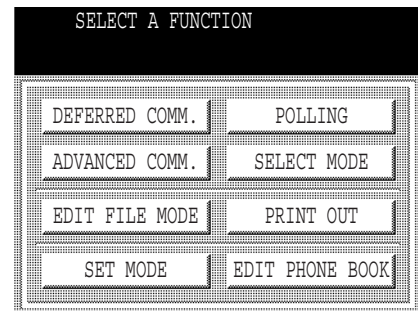 SELECT A FUNCTION
DEFERRED COMM. POLLING
ADVANCED COMM. SELECT MODE
EDIT FILE MODE PRINT OUT
SET MODE EDIT PHONE BOOK